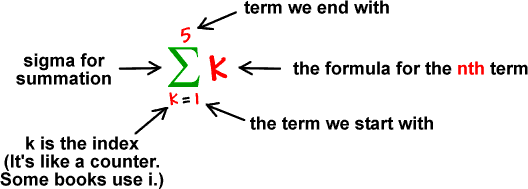 term we end with
5
sigma for
summation
Σ k
the formula for the nth term
k = 1
the term we start with
k is the index
(It's like a counter.
Some books use i.)